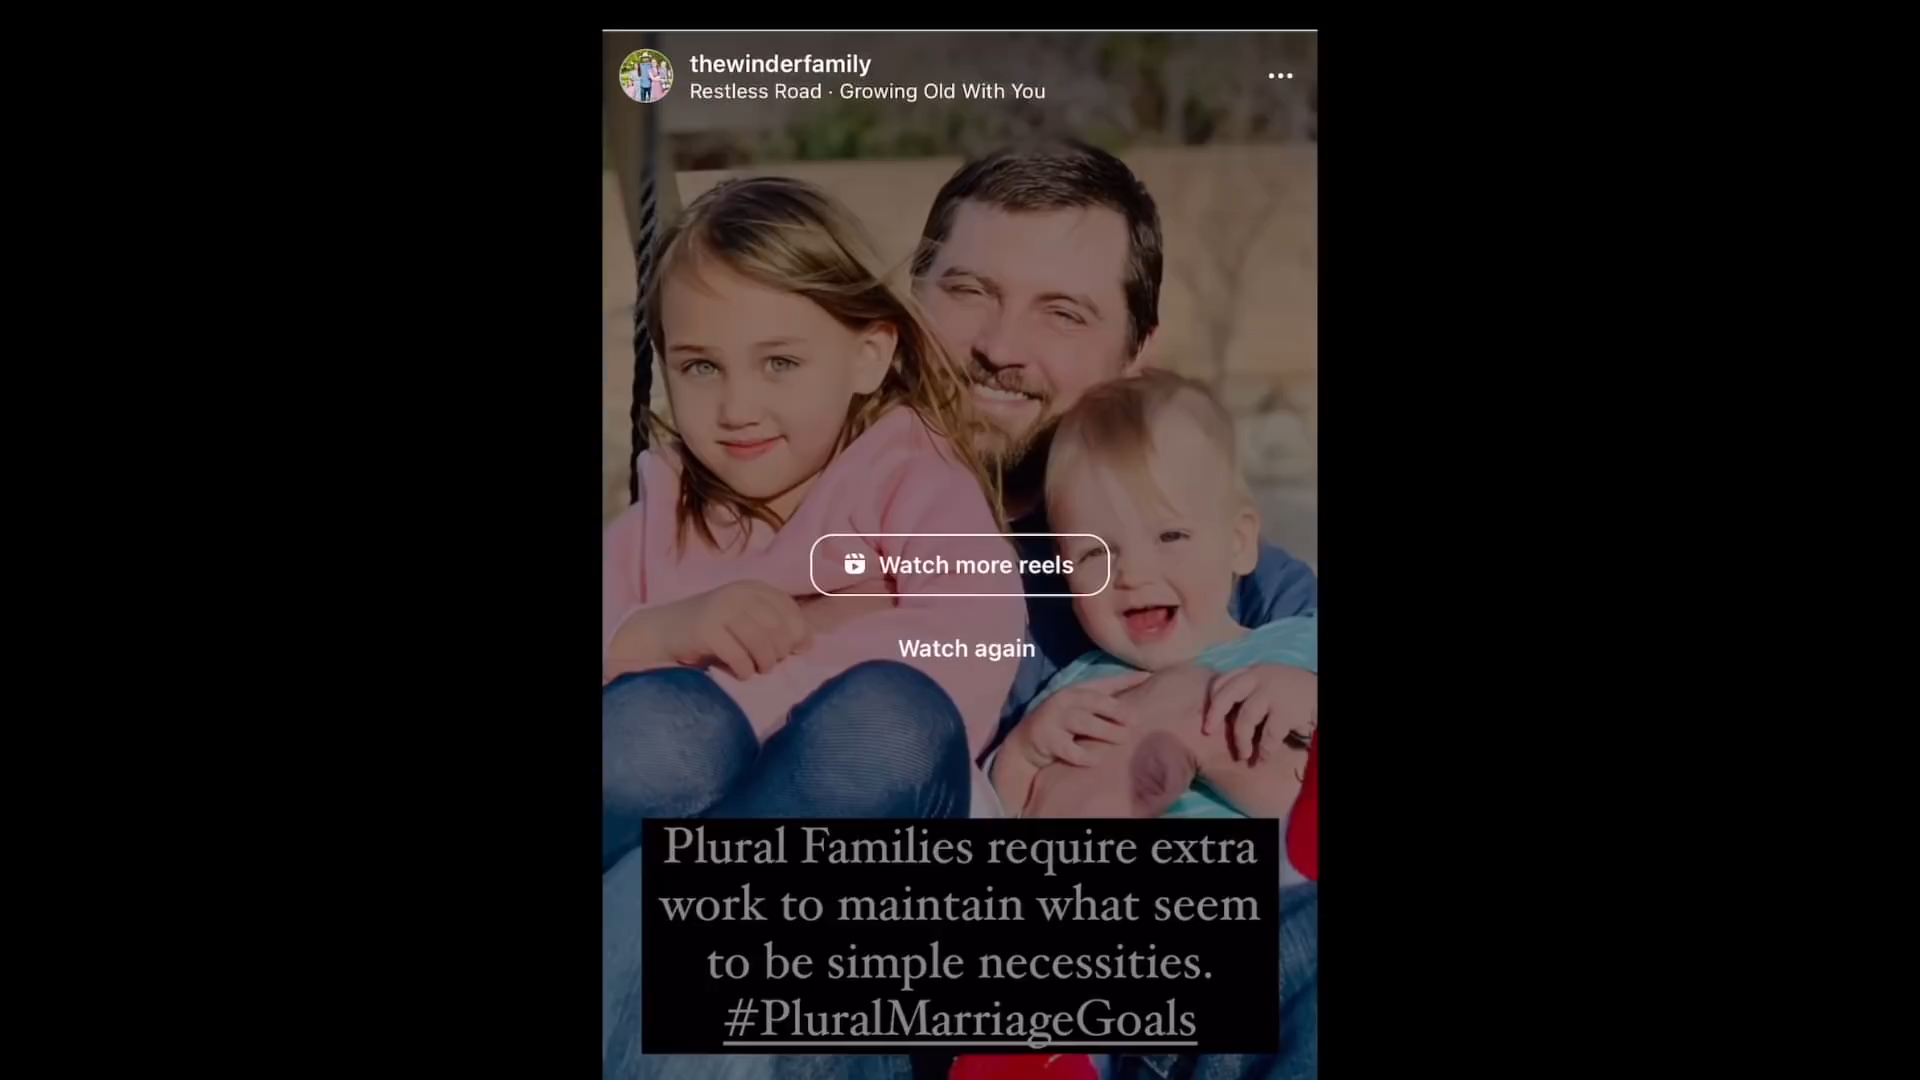 thewinderfamily
Restless Road · Growing Old With You
Watch more reels
Watch again
Plural Families require extra
work to maintain what seem
to be simple necessities.
#PluralMarriageGoals